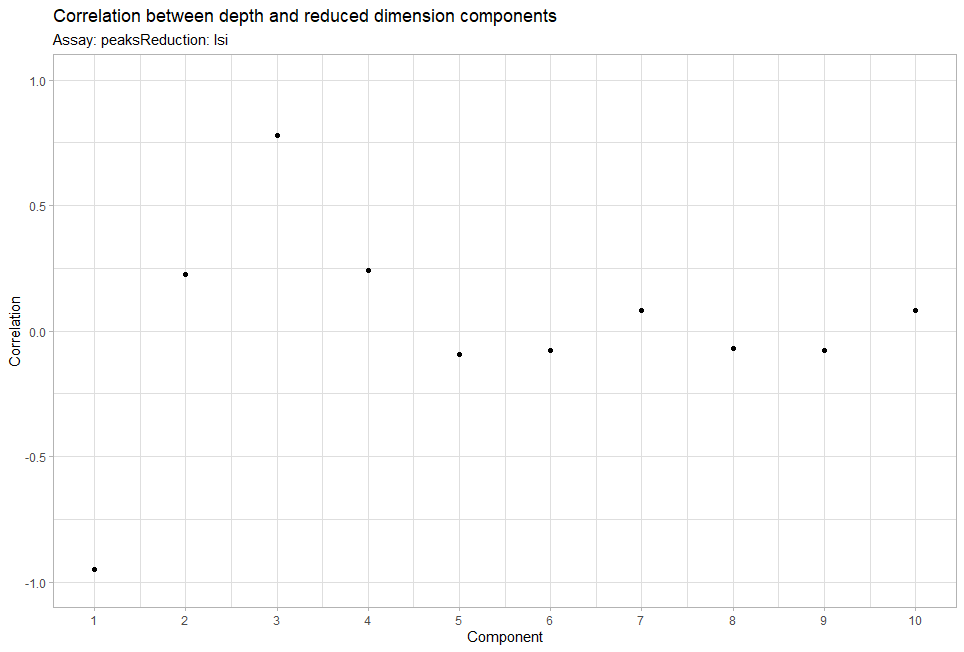 Correlation between depth and reduced dimension components
Assay: peaksReduction: lsi
1.0
0.5
0.0
-0.5
-1.0
Correlation
1 2 3 4 5 6 7 8 9 10
Component